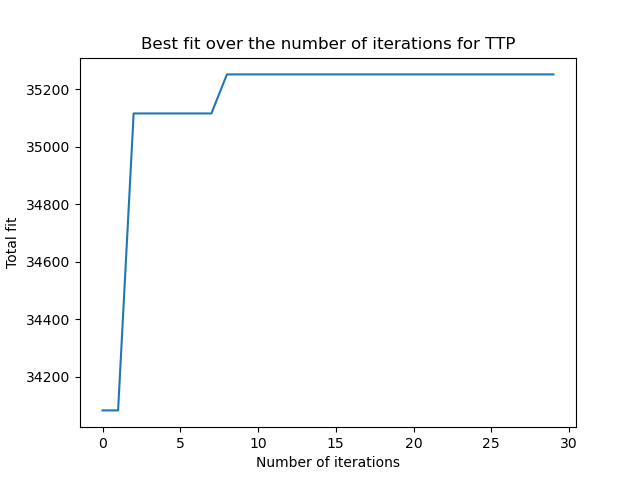 Best fit over the number of iterations for TTP
35200
35000
34800
34600
34400
34200
Total fit
0 5 10 15 20 25 30
Number of iterations